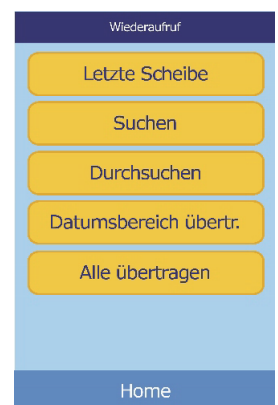 Wiederaufruf
Letzte Scheibe
Suchen
Durchsuchen
Datumsbereich übertr.
Alle übertragen
Home